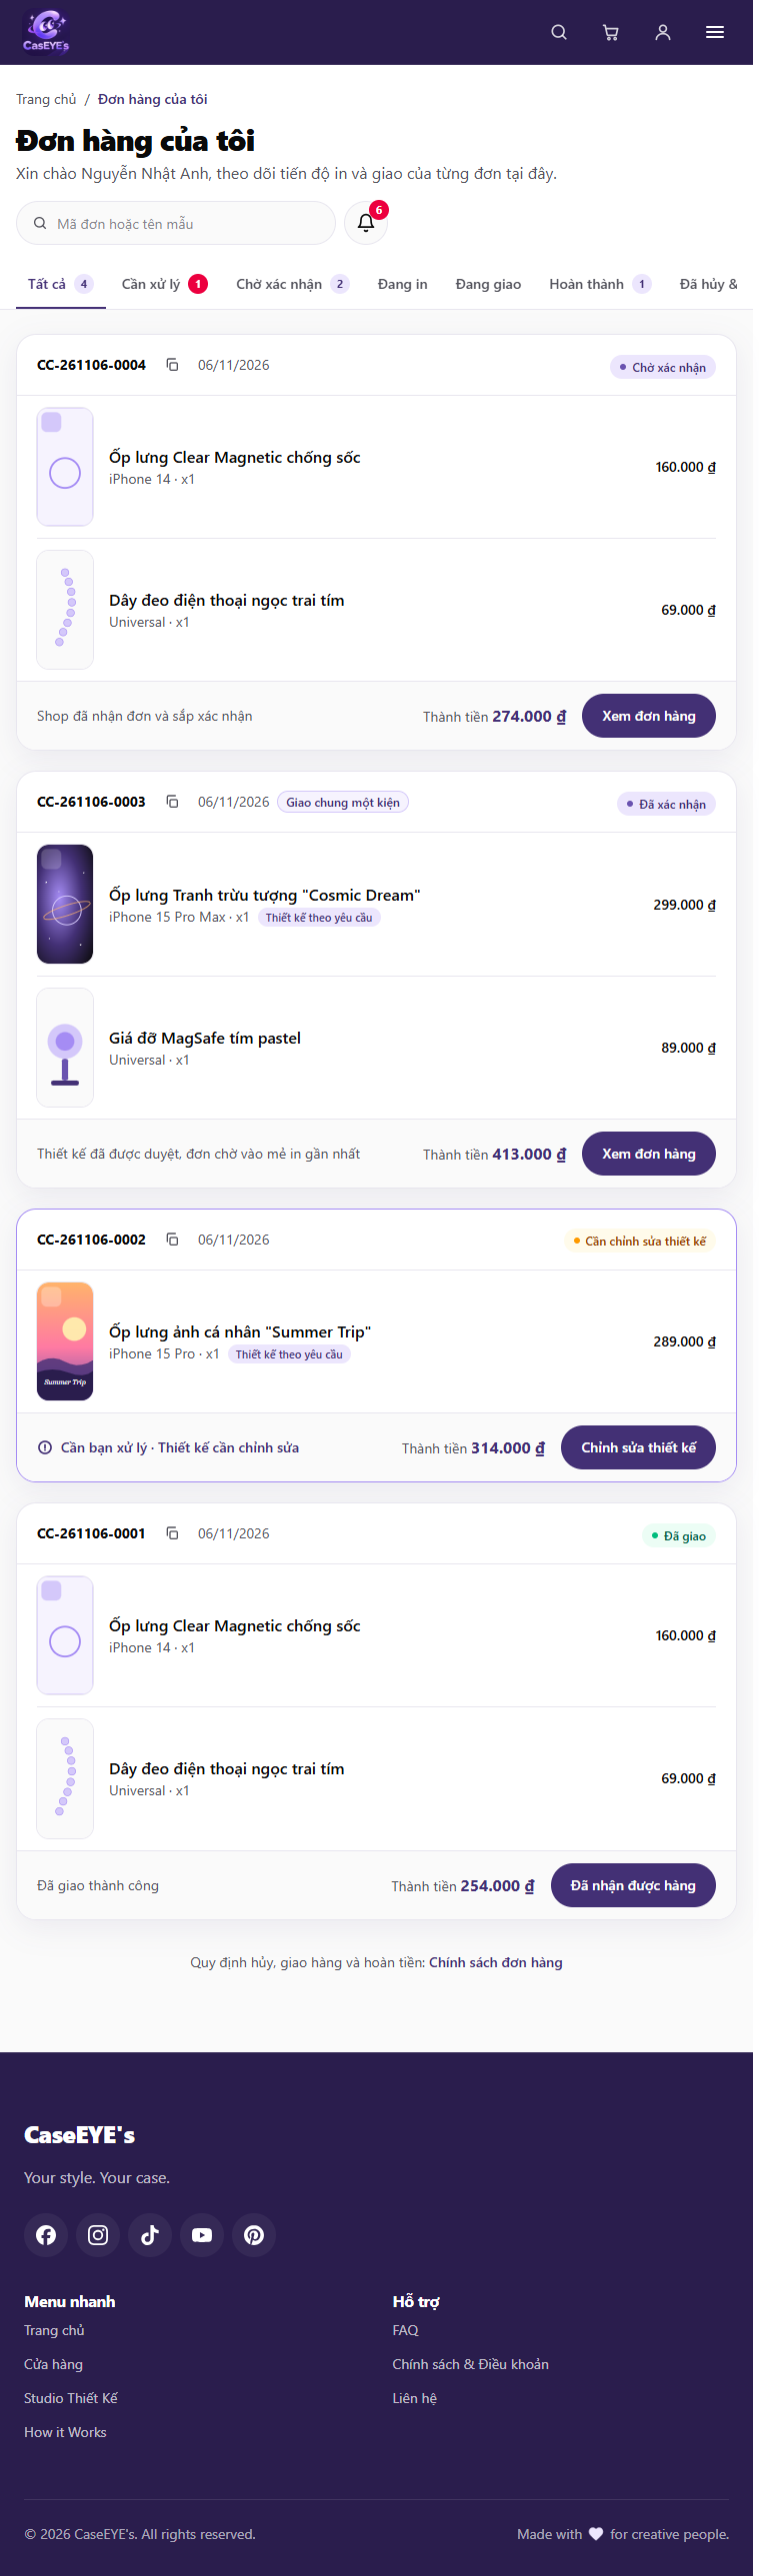 CasEYE's
Trang chủ / Đơn hàng của tôi
Đơn hàng của tôi
Xin chào Nguyễn Nhật Anh, theo dõi tiến độ in và giao của từng đơn tại đây.
Mã đơn hoặc tên mẫu
6
Tất cả 4 Cần xử lý 1 Chờ xác nhận 2 Đang in Đang giao Hoàn thành 1 Đã hủy &
CC-261106-0004 06/11/2026 Chờ xác nhận
Ốp lưng Clear Magnetic chống sốc
iPhone 14 · x1
160.000 ₫
Dây đeo điện thoại ngọc trai tím
Universal · x1
69.000 ₫
Shop đã nhận đơn và sắp xác nhận Thành tiền 274.000 ₫ Xem đơn hàng
CC-261106-0003 06/11/2026 Giao chung một kiện Đã xác nhận
Ốp lưng Tranh trừu tượng "Cosmic Dream"
iPhone 15 Pro Max · x1 Thiết kế theo yêu cầu
299.000 ₫
Giá đỡ MagSafe tím pastel
Universal · x1
89.000 ₫
Thiết kế đã được duyệt, đơn chờ vào mẻ in gần nhất Thành tiền 413.000 ₫ Xem đơn hàng
CC-261106-0002 06/11/2026 Cần chỉnh sửa thiết kế
Summer Trip
Ốp lưng ảnh cá nhân "Summer Trip"
iPhone 15 Pro · x1 Thiết kế theo yêu cầu
289.000 ₫
Cần bạn xử lý · Thiết kế cần chỉnh sửa Thành tiền 314.000 ₫ Chỉnh sửa thiết kế
CC-261106-0001 06/11/2026 Đã giao
Ốp lưng Clear Magnetic chống sốc
iPhone 14 · x1
160.000 ₫
Dây đeo điện thoại ngọc trai tím
Universal · x1
69.000 ₫
Đã giao thành công Thành tiền 254.000 ₫ Đã nhận được hàng
Quy định hủy, giao hàng và hoàn tiền: Chính sách đơn hàng
CaseEYE's
Your style. Your case.
Menu nhanh
Trang chủ
Cửa hàng
Studio Thiết Kế
How it Works
Hỗ trợ
FAQ
Chính sách & Điều khoản
Liên hệ
© 2026 CaseEYE's. All rights reserved.
Made with for creative people.